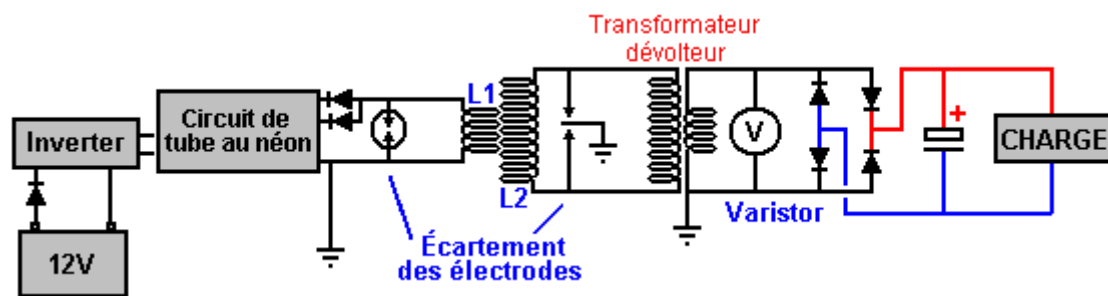 Transformateur
dévolteur
L1
Circuit de
tube au néon
Inverter
V
+
CHARGE
L2
Varistor
Écartement
des électrodes
12V